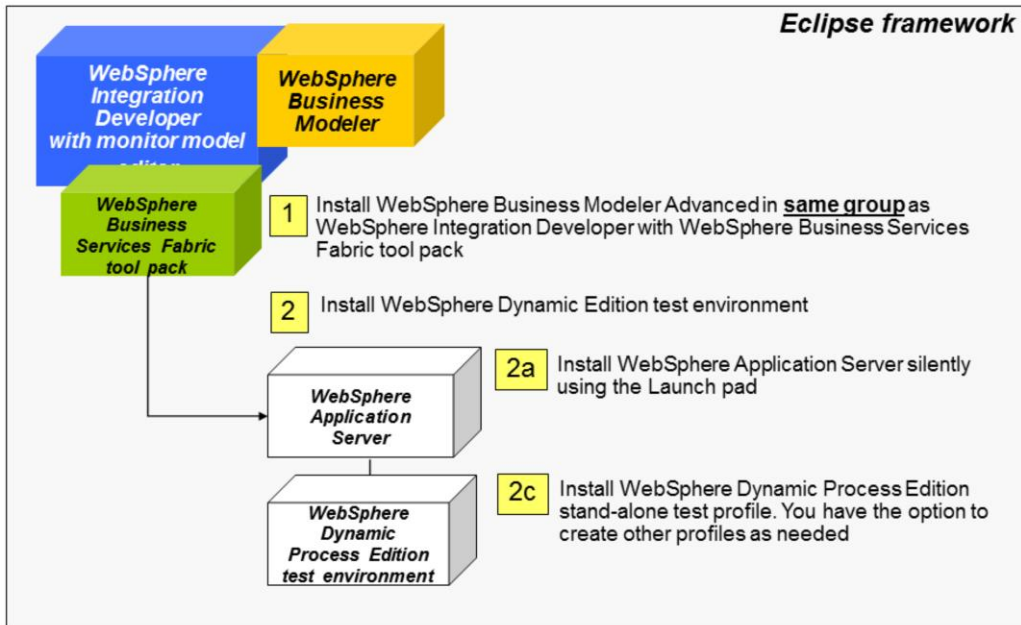 Eclipse framework
WebSphere
Integration
Developer
with monitor model
editor
WebSphere
Business
Modeler
WebSphere
Business
Services Fabric
tool pack
1
Install WebSphere Business Modeler Advanced in same group as
WebSphere Integration Developer with WebSphere Business Services
Fabric tool pack
2
Install WebSphere Dynamic Edition test environment
2a
Install WebSphere Application Server silently
using the Launch pad
WebSphere
Application
Server
2c
Install WebSphere Dynamic Process Edition
stand-alone test profile. You have the option to
create other profiles as needed
WebSphere
Dynamic
Process Edition
test environment